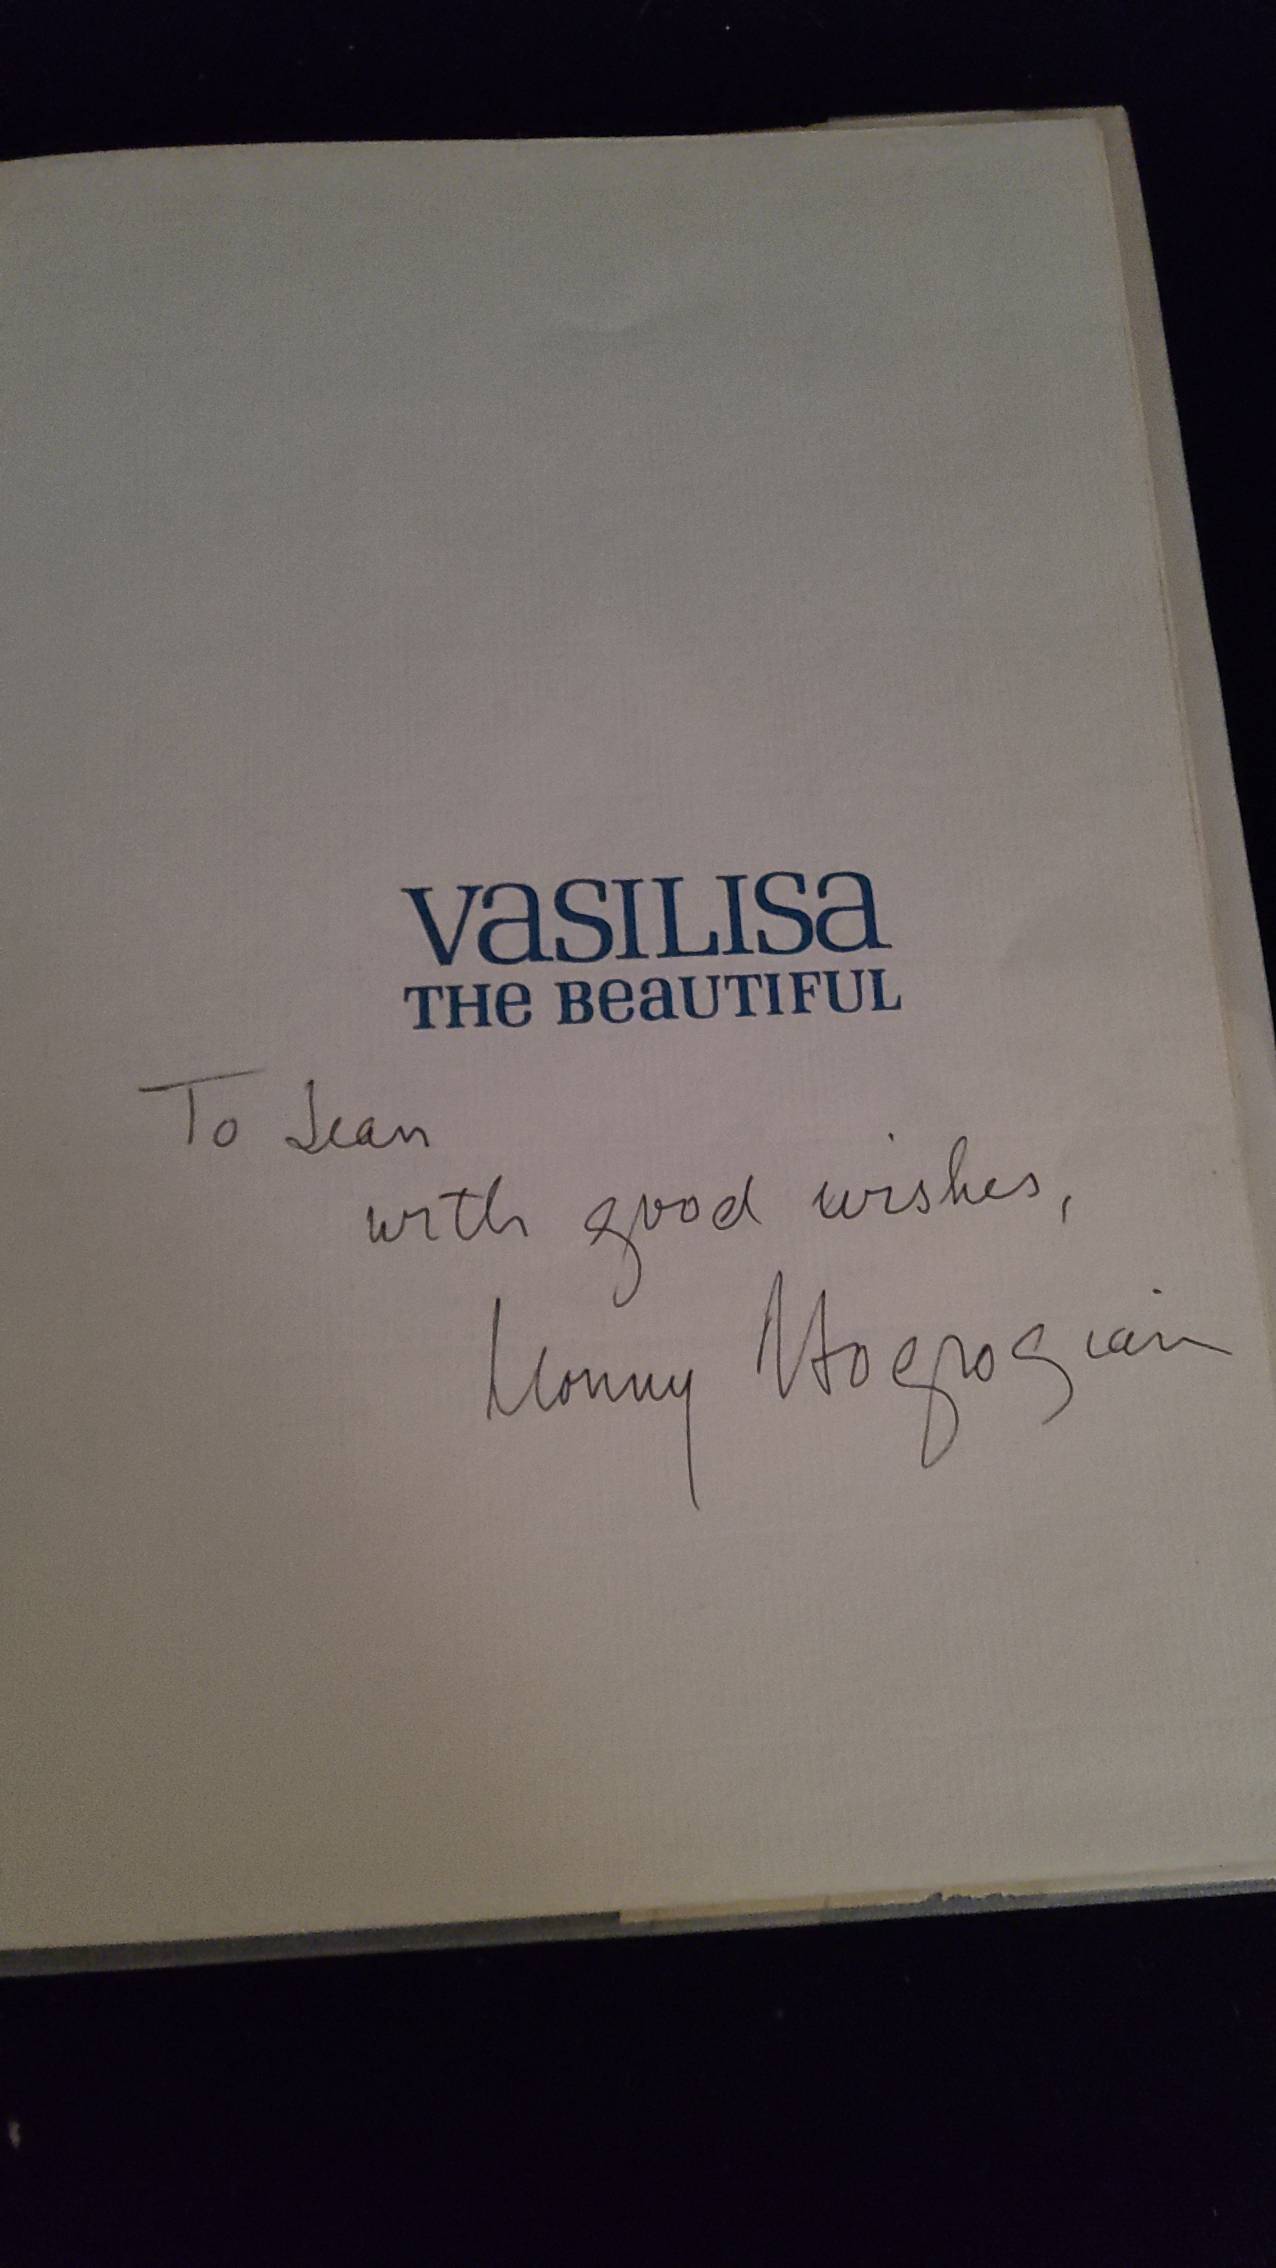 VaSILISa
THe BeaUTIFUL
To Jean
with good wishes,
Nonny Hogrogian